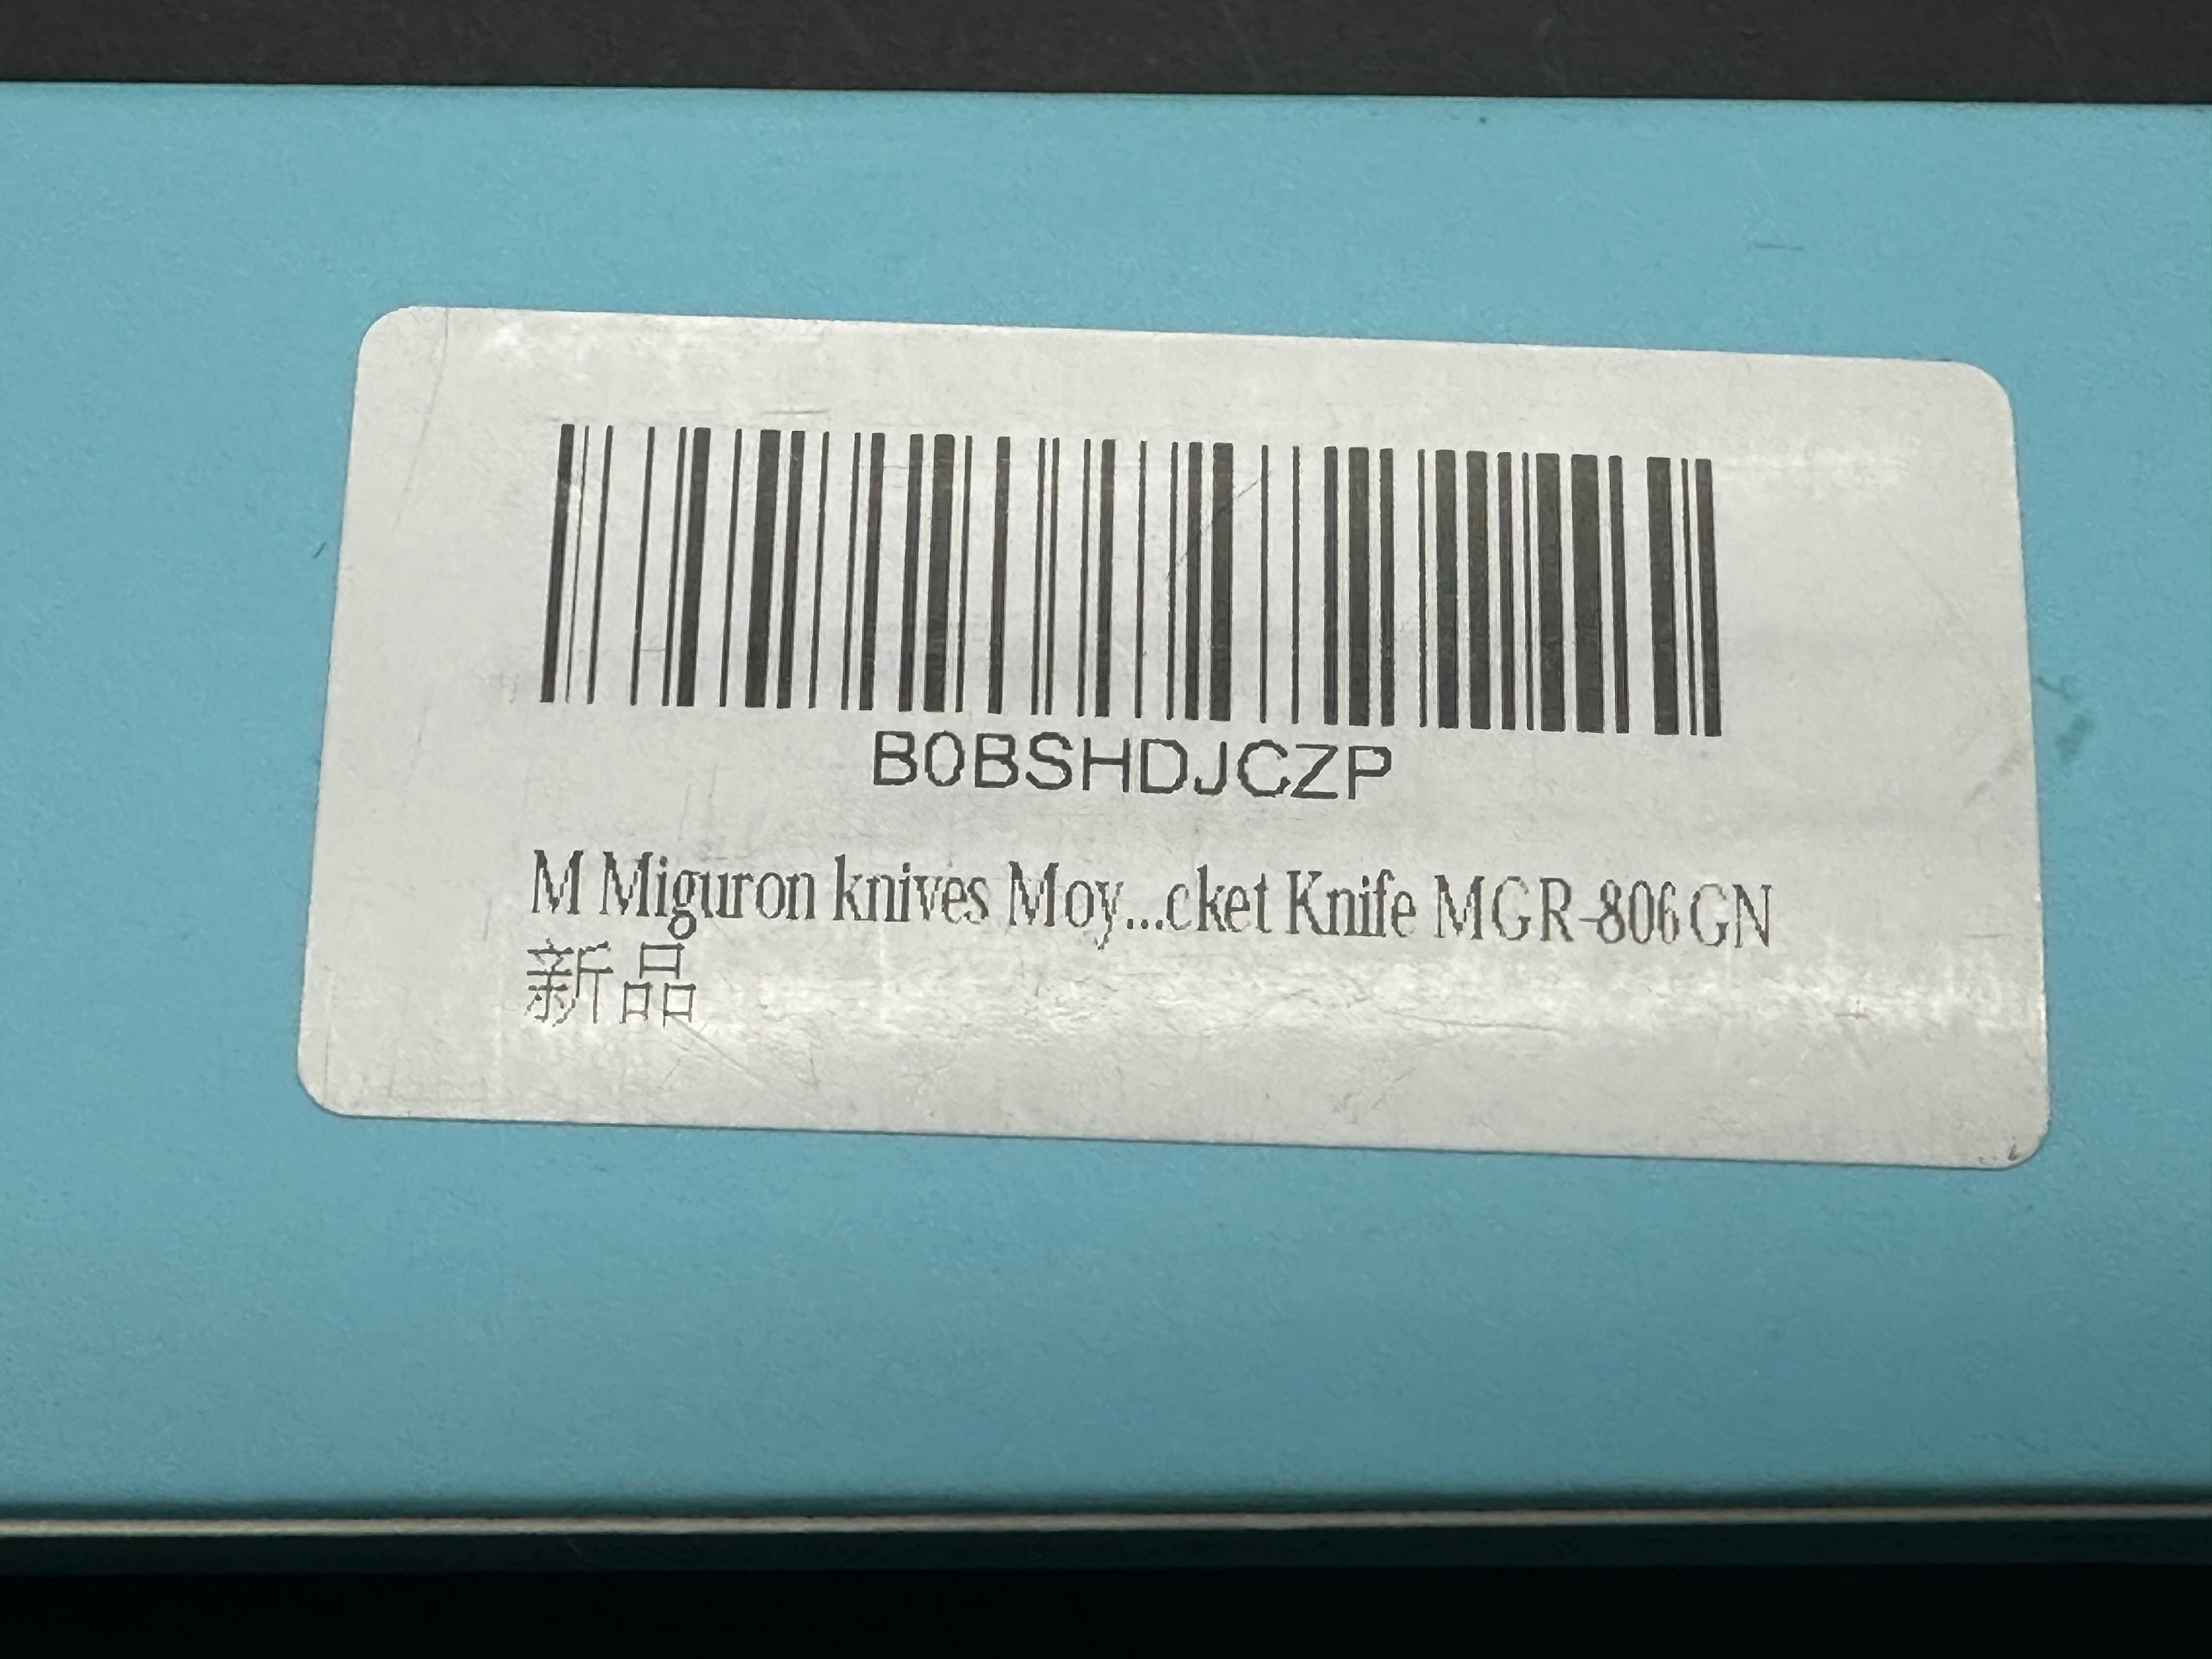 B0BSHDJCZP
M Miguron knives Moy...cket Knife MGR-806GN
新品